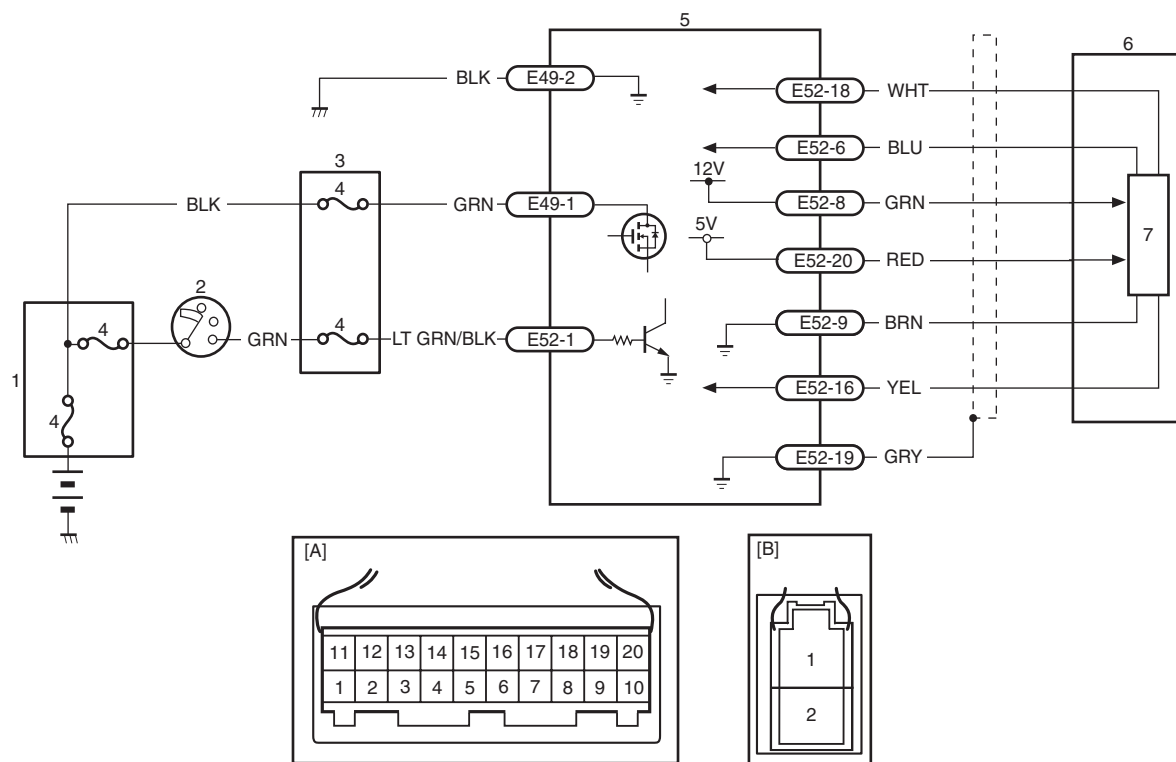 5
6
BLK E49-2
E52-18 WHT
3
E52-6 BLU
12V
4
BLK
GRN E49-1
E52-8 GRN
5V
7
E52-20 RED
2
4
4
GRN
LT GRN/BLK E52-1
E52-9 BRN
1
E52-16 YEL
4
E52-19 GRY
[A]
11 12 13 14 15 16 17 18 19 20
1 2 3 4 5 6 7 8 9 10
[B]
1
2